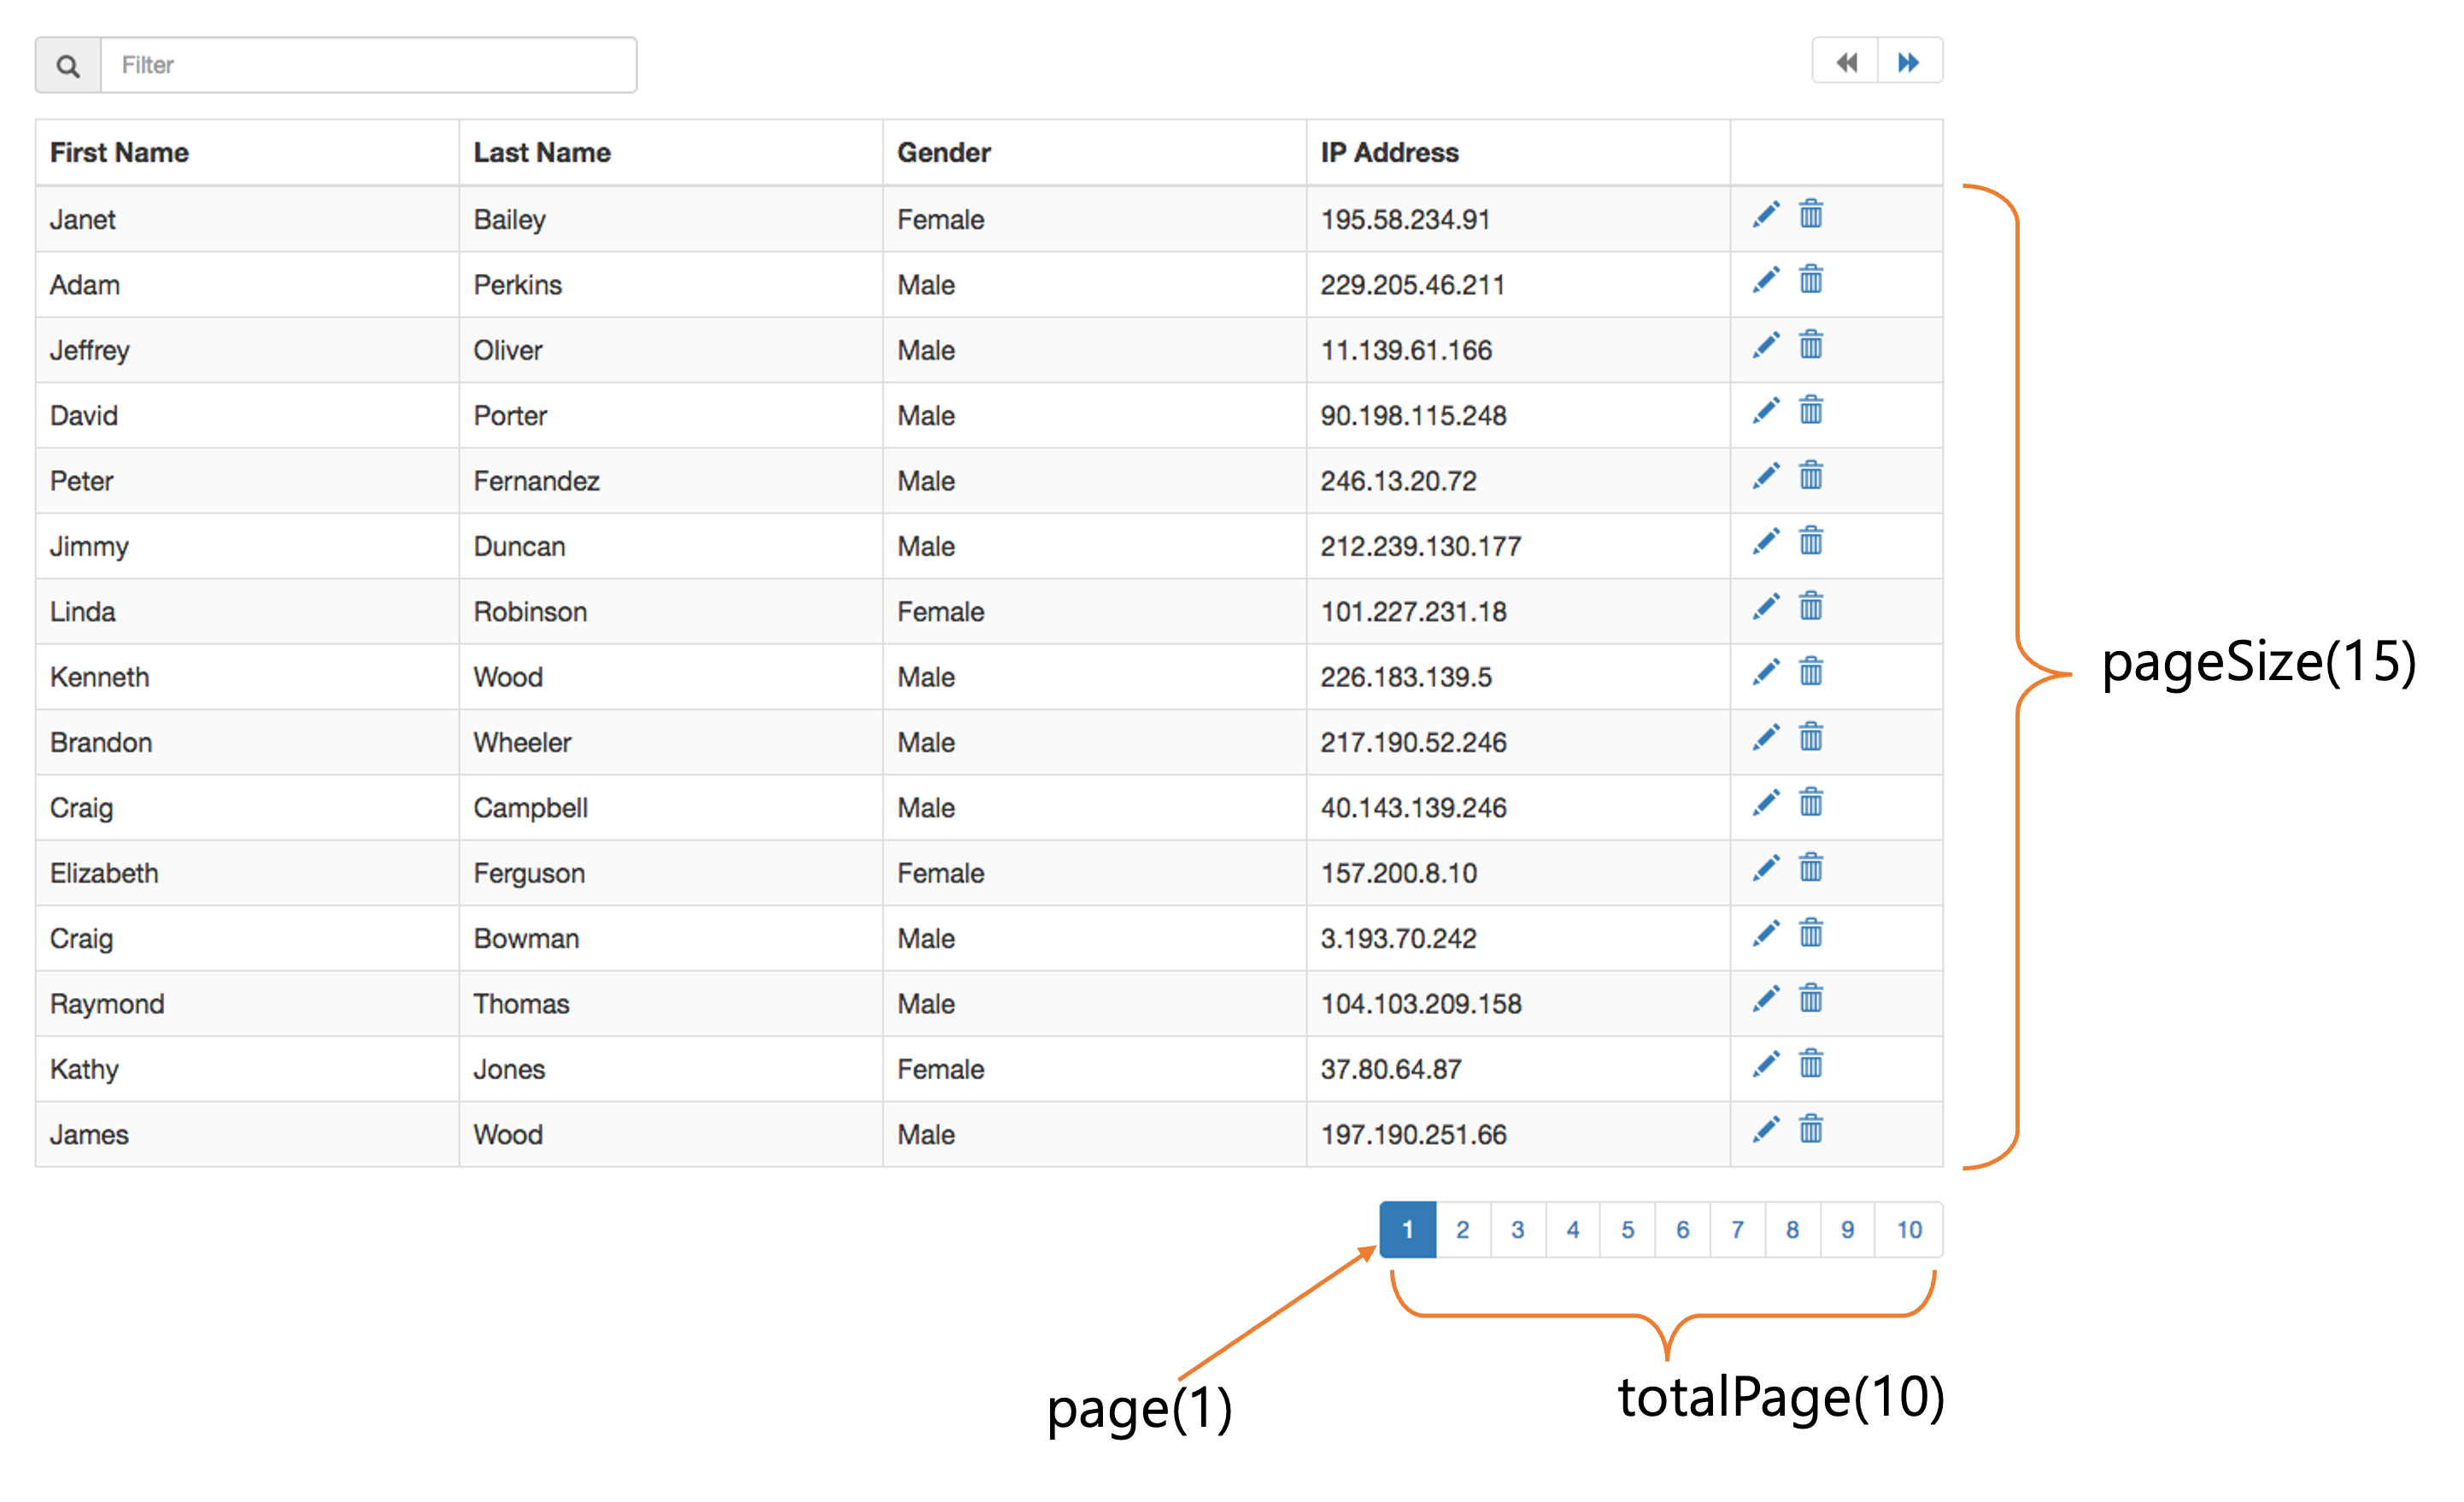 Filter
First Name Last Name Gender IP Address
Janet Bailey Female 195.58.234.91
Adam Perkins Male 229.205.46.211
Jeffrey Oliver Male 11.139.61.166
David Porter Male 90.198.115.248
Peter Fernandez Male 246.13.20.72
Jimmy Duncan Male 212.239.130.177
Linda Robinson Female 101.227.231.18
Kenneth Wood Male 226.183.139.5
Brandon Wheeler Male 217.190.52.246
Craig Campbell Male 40.143.139.246
Elizabeth Ferguson Female 157.200.8.10
Craig Bowman Male 3.193.70.242
Raymond Thomas Male 104.103.209.158
Kathy Jones Female 37.80.64.87
James Wood Male 197.190.251.66
pageSize(15)
1 2 3 4 5 6 7 8 9 10
page(1) totalPage(10)